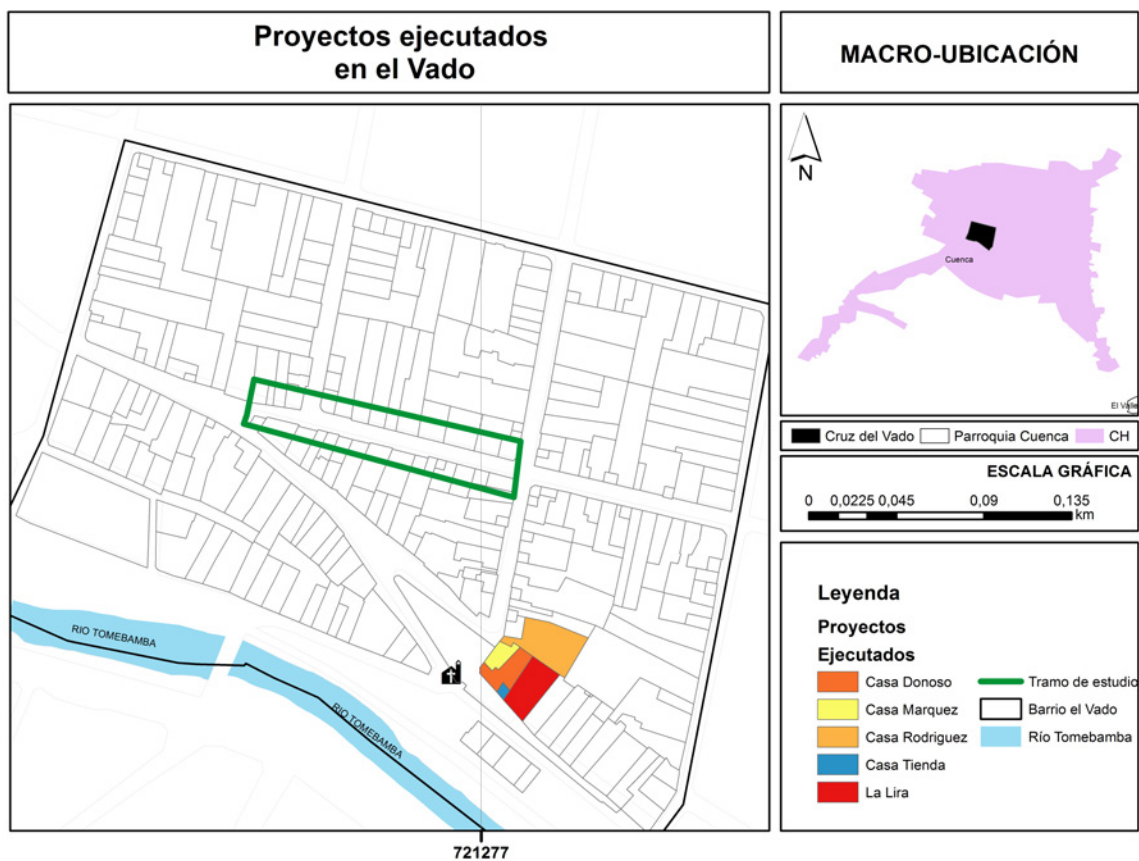 Proyectos ejecutados
en el Vado
MACRO-UBICACIÓN
RIO TOMEBAMBA
RIO TOMEBAMBA
721277
N
Cuenca
El Valle
Cruz del Vado
Parroquia Cuenca
CH
ESCALA GRÁFICA
0 0,0225 0,045 0,09 0,135
km
Leyenda
Proyectos
Ejecutados
Casa Donoso
Casa Marquez
Casa Rodriguez
Casa Tienda
La Lira
Tramo de estudio
Barrio el Vado
Río Tomebamba